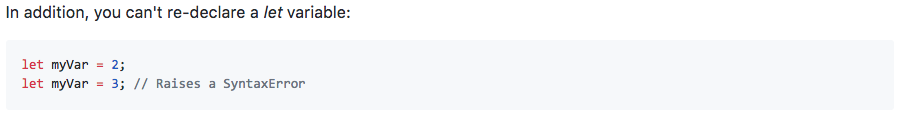 In addition, you can't re-declare a let variable:
let myVar = 2;
let myVar = 3; // Raises a SyntaxError